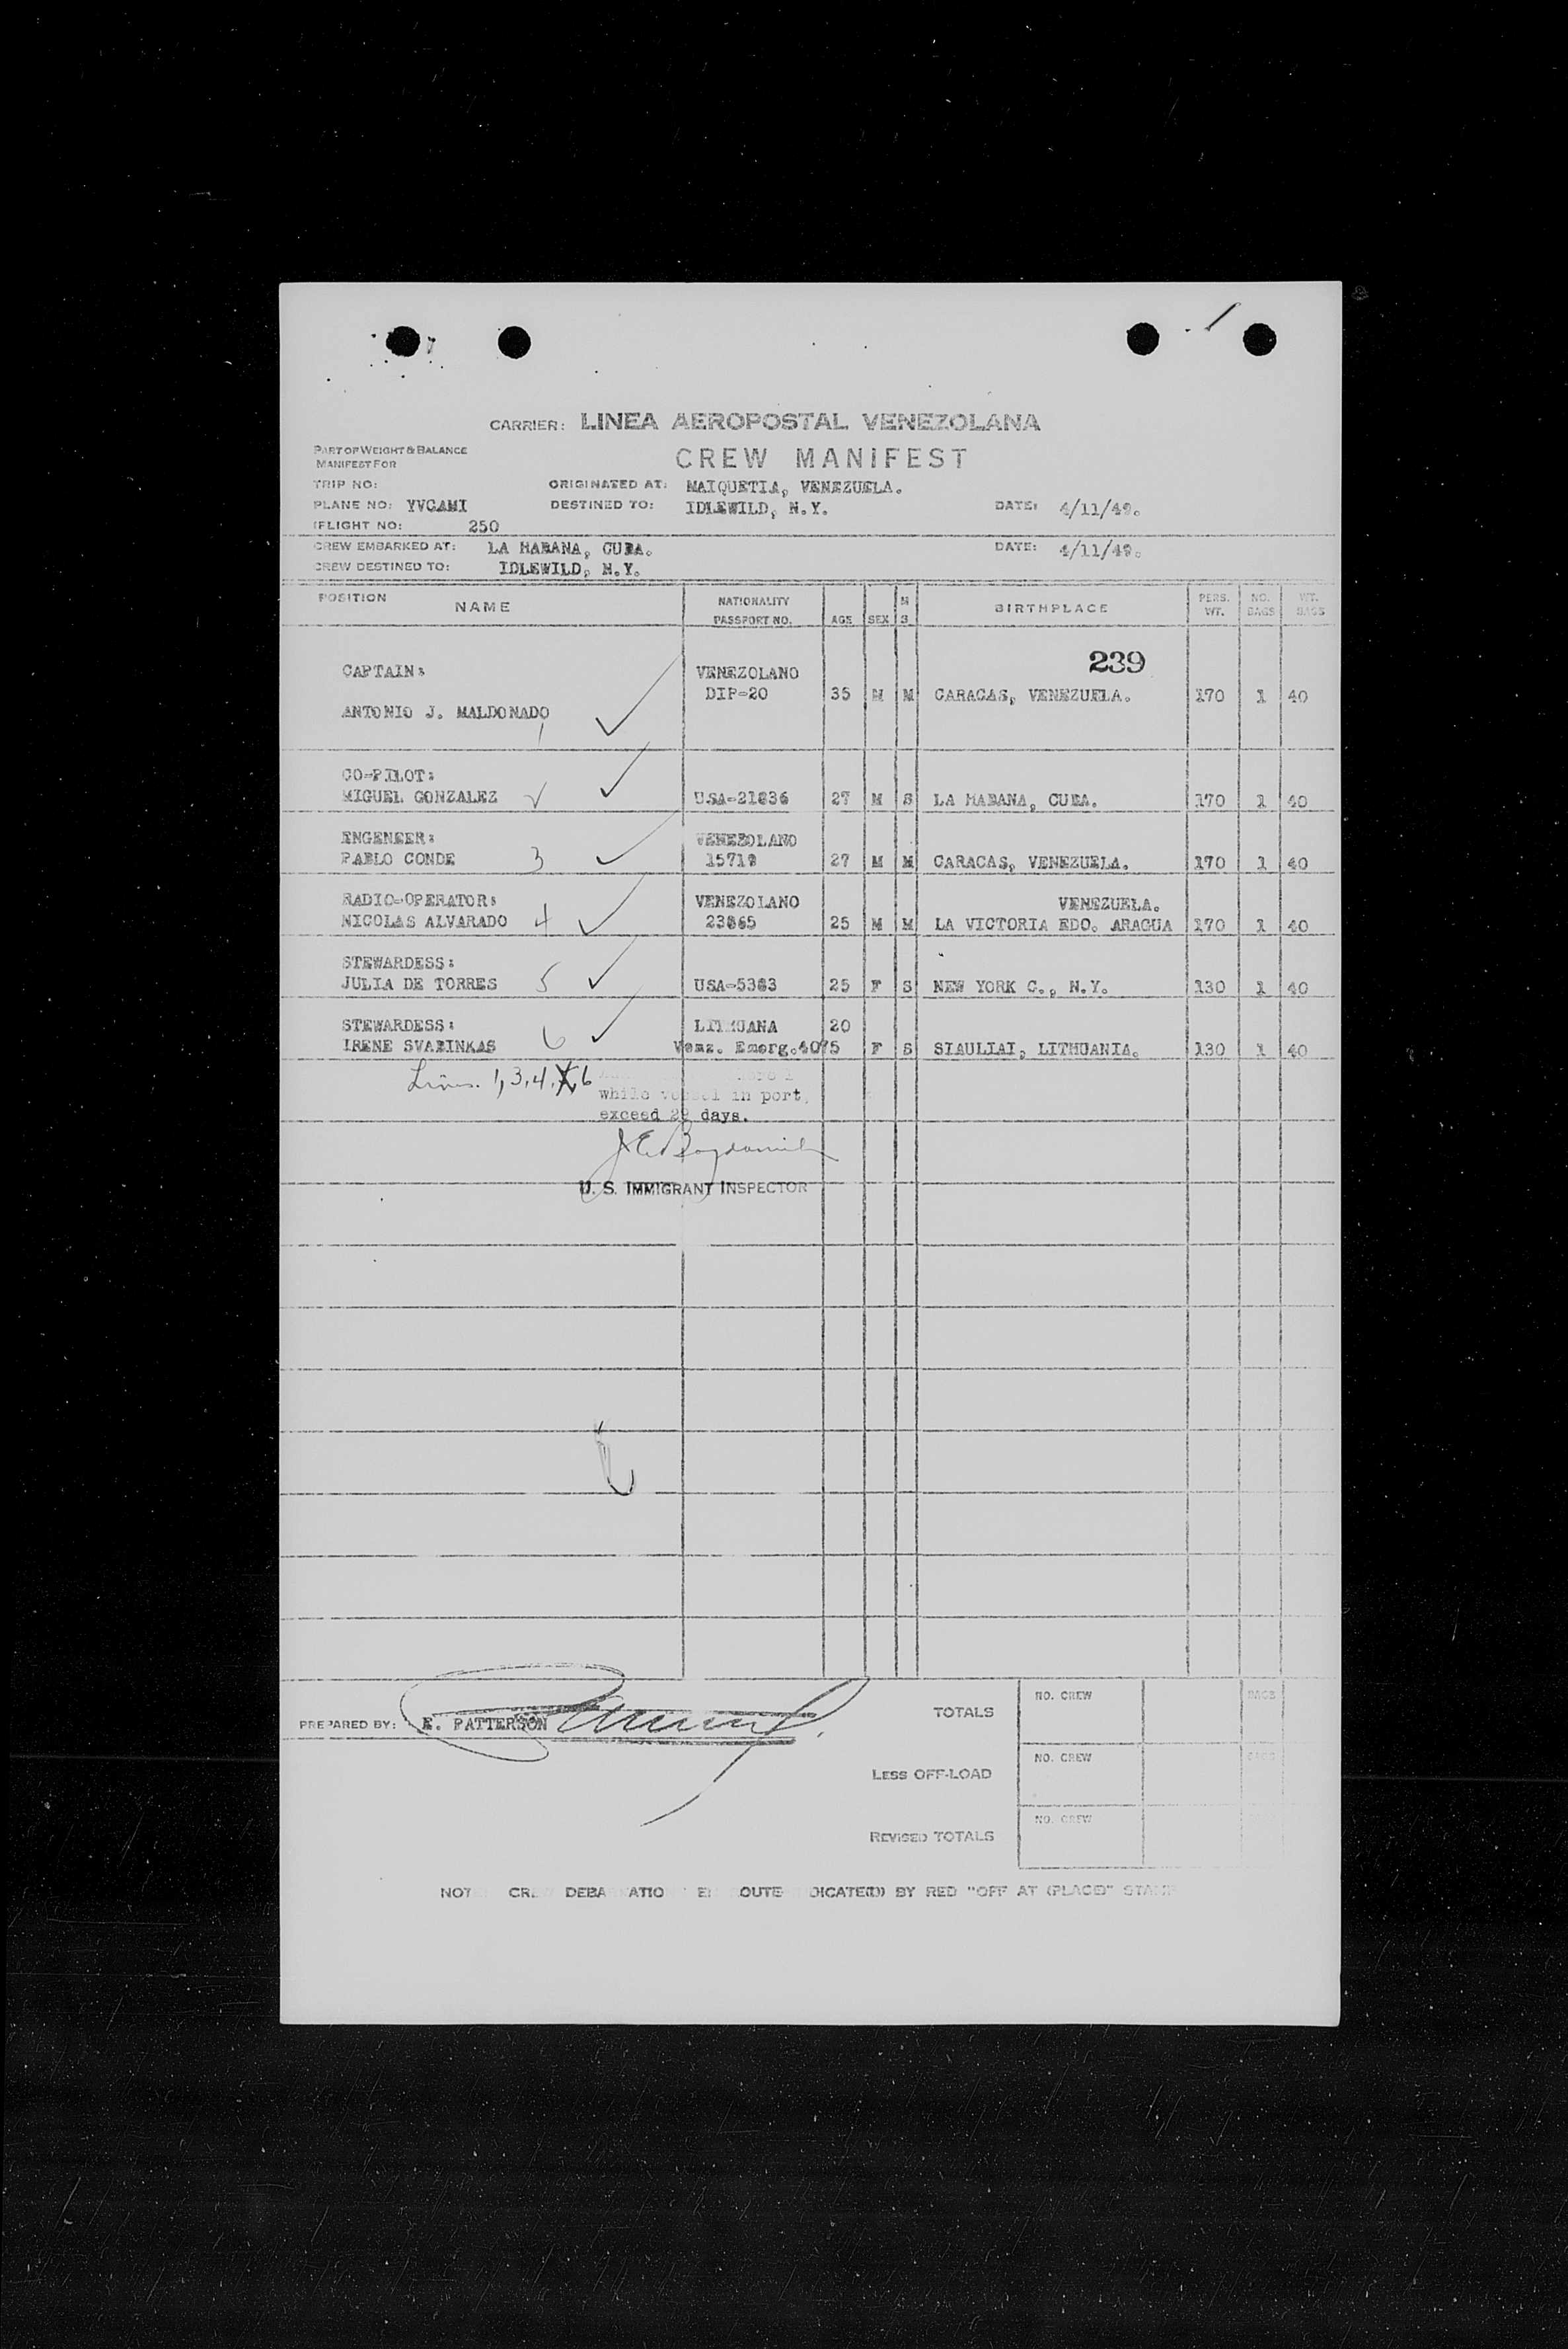 CARRIER: LINEA AEROPOSTAL VENEZOLANA
PART OF WEIGHT & BALANCE
MANIFEST FOR
CREW MANIFEST
TRIP NO: ORIGINATED AT: MAIQUETIA, VENEZUELA.
PLANE NO: YVCAMI DESTINED TO: IDLEWILD, N.Y. DATE: 4/11/49.
FLIGHT NO: 250
CREW EMBARKED AT: LA HABANA, CUBA. DATE: 4/11/49.
CREW DESTINED TO: IDLEWILD, N.Y.
POSITION NAME NATIONALITY PASSPORT NO. AGE SEX M S BIRTHPLACE PERS. WT. NO. BAGS WT. BAGS
239
CAPTAIN: VENEZOLANO
DIP-20 35 M M CARACAS, VENEZUELA. 170 1 40
ANTONIO J. MALDONADO 1
CO-PILOT:
MIGUEL GONZALEZ USA-21836 27 M S LA HABANA, CUBA. 170 1 40
ENGENEER: VENEZOLANO
PABLO CONDE 3 27 M M CARACAS, VENEZUELA. 170 1 40
RADIO-OPERATOR: VENEZOLANO VENEZUELA.
NICOLAS ALVARADO 4 25 M M LA VICTORIA EDO. ARAGUA 170 1 40
STEWARDESS:
JULIA DE TORRES 5 USA-5383 25 F S NEW YORK C., N.Y. 130 1 40
STEWARDESS: 20
IRENE SVABINKAS 6 Venz. Emerg.4075 F S SIAULIAI, LITHUANIA. 130 1 40
Lines. 1, 3, 4, 6
while vessel in port,
exceed 29 days.
U. S. IMMIGRANT INSPECTOR
PREPARED BY: E. PATTERSON
TOTALS NO. CREW BAGS
LESS OFF-LOAD NO. CREW BAGS
REVISED TOTALS NO. CREW
BY RED "OFF AT (PLACE)"